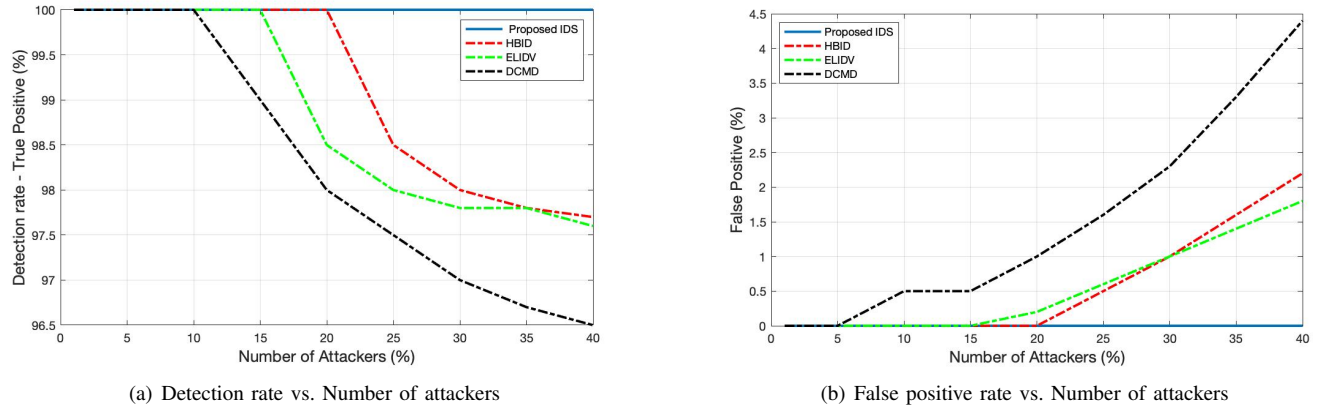 100
99.5
99
98.5
98
97.5
97
96.5
Detection rate - True Positive (%)
Proposed IDS
HBID
ELIDV
DCMD
0 5 10 15 20 25 30 35 40
Number of Attackers (%)
(a) Detection rate vs. Number of attackers
4.5
4
3.5
3
2.5
2
1.5
1
0.5
0
False Positive (%)
Proposed IDS
HBID
ELIDV
DCMD
0 5 10 15 20 25 30 35 40
Number of Attackers (%)
(b) False positive rate vs. Number of attackers